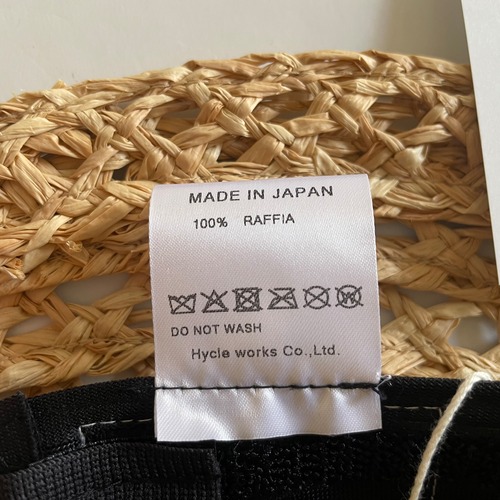 MADE IN JAPAN
100% RAFFIA
DO NOT WASH
Hycle works Co.,Ltd.